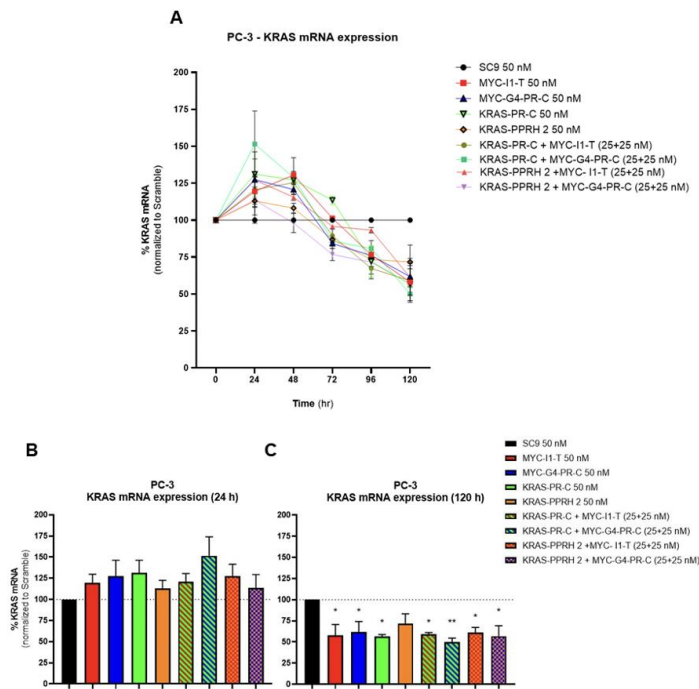 A
PC-3 - KRAS mRNA expression
% KRAS mRNA
(normalized to Scramble)
200
175
150
125
100
75
50
25
0
0 24 48 72 96 120
Time (hr)
SC9 50 nM
MYC-I1-T 50 nM
MYC-G4-PR-C 50 nM
KRAS-PR-C 50 nM
KRAS-PPRH 2 50 nM
KRAS-PR-C + MYC-I1-T (25+25 nM)
KRAS-PR-C + MYC-G4-PR-C (25+25 nM)
KRAS-PPRH 2 +MYC- I1-T (25+25 nM)
KRAS-PPRH 2 + MYC-G4-PR-C (25+25 nM)
B
PC-3
KRAS mRNA expression (24 h)
% KRAS mRNA
(normalized to Scramble)
200
175
150
125
100
75
50
25
0
C
PC-3
KRAS mRNA expression (120 h)
200
175
150
125
100
75
50
25
0
* * * * ** * *
SC9 50 nM
MYC-I1-T 50 nM
MYC-G4-PR-C 50 nM
KRAS-PR-C 50 nM
KRAS-PPRH 2 50 nM
KRAS-PR-C + MYC-I1-T (25+25 nM)
KRAS-PR-C + MYC-G4-PR-C (25+25 nM)
KRAS-PPRH 2 +MYC- I1-T (25+25 nM)
KRAS-PPRH 2 + MYC-G4-PR-C (25+25 nM)